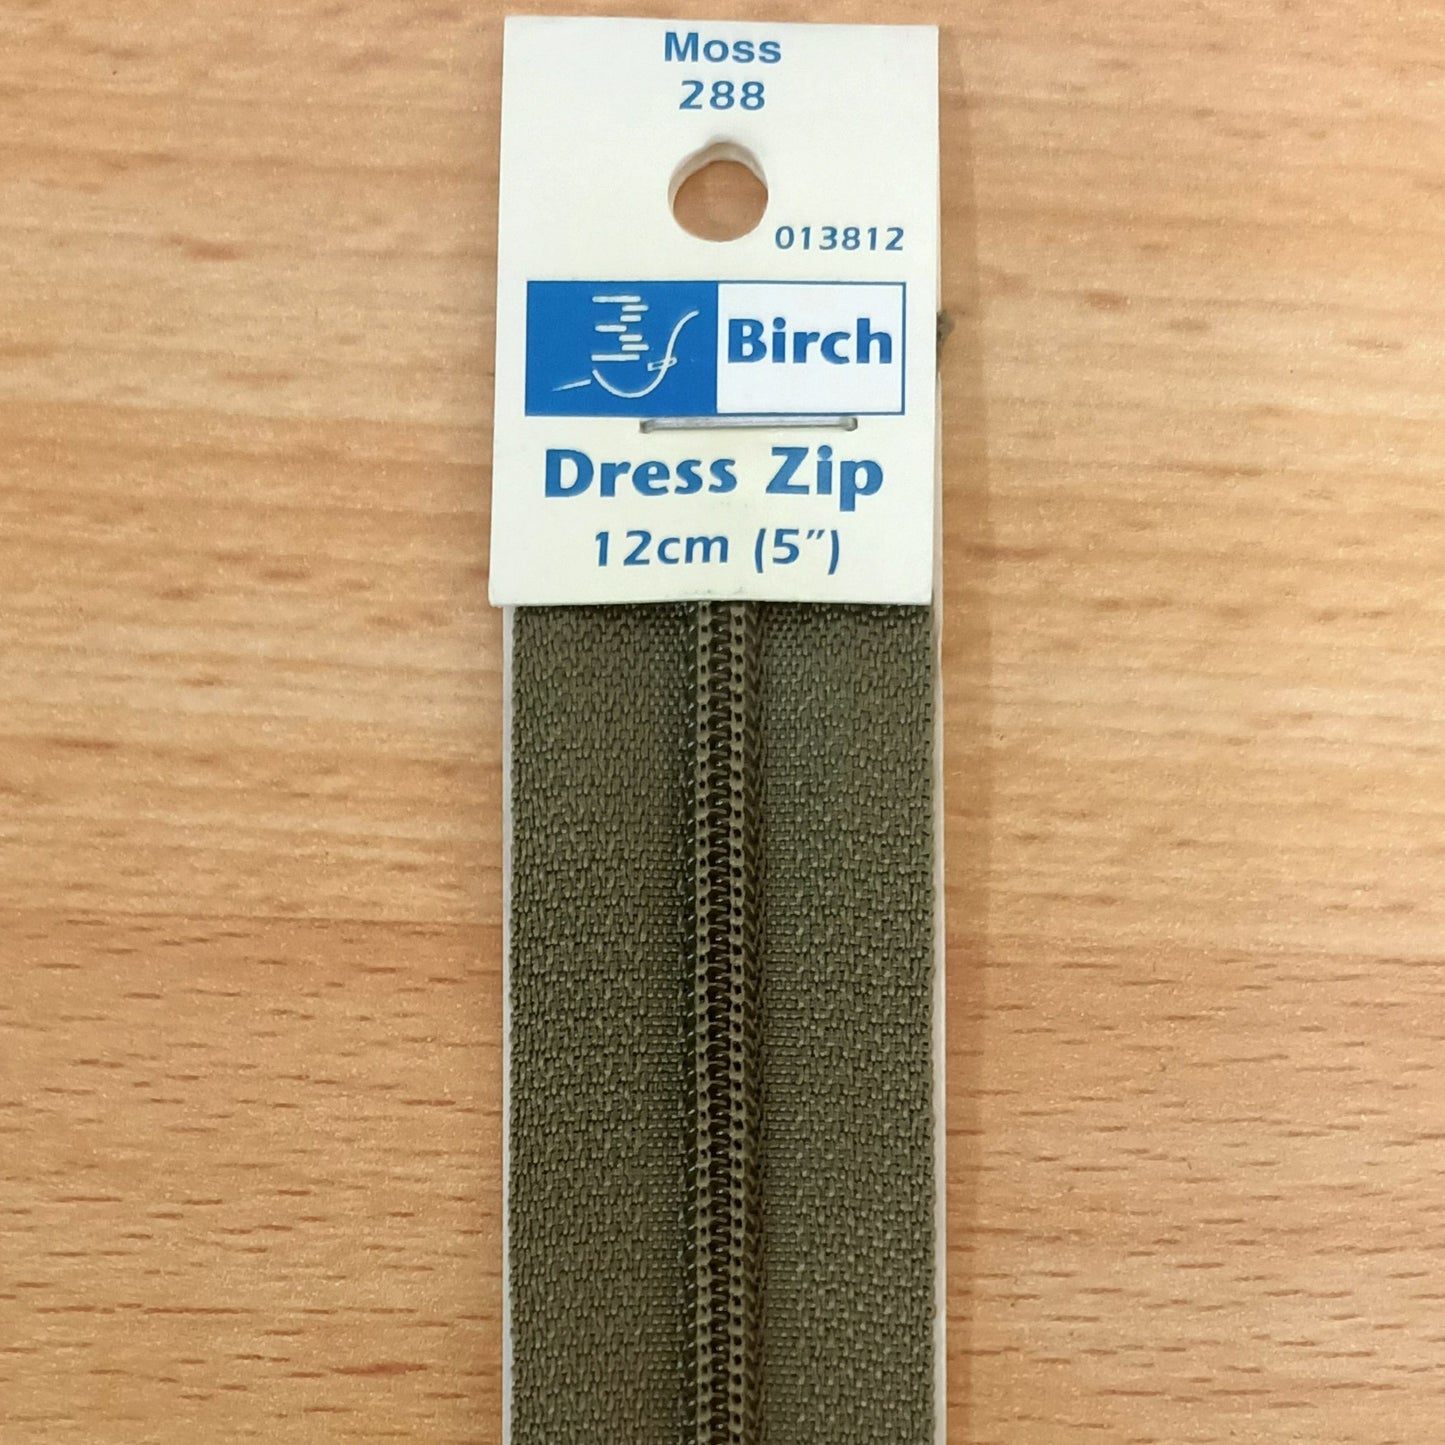 Moss
288
013812
Birch
Dress Zip
12cm (5″)